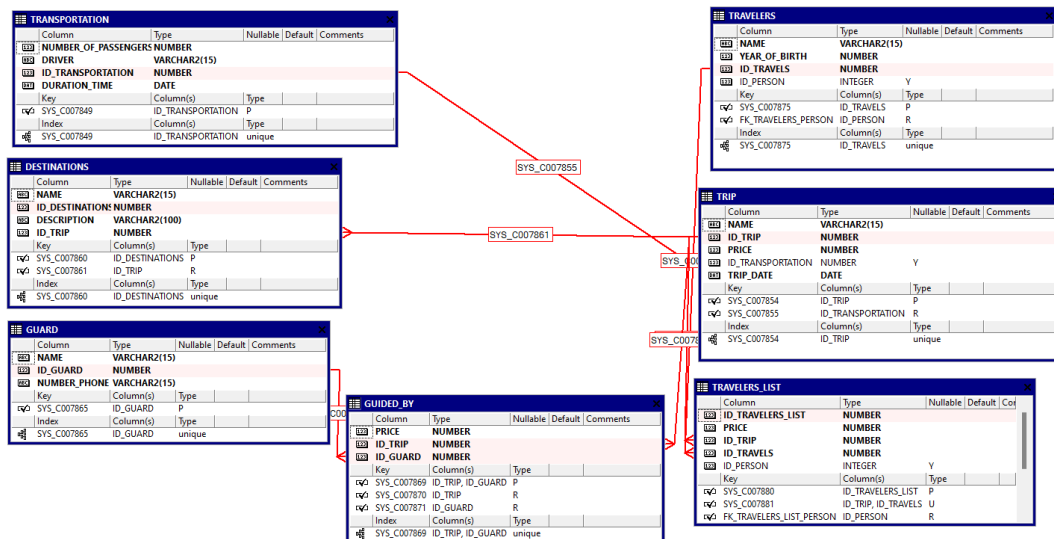 TRANSPORTATION
Column Type Nullable Default Comments
NUMBER_OF_PASSENGERS NUMBER
DRIVER VARCHAR2(15)
ID_TRANSPORTATION NUMBER
DURATION_TIME DATE
Key Column(s) Type
SYS_C007849 ID_TRANSPORTATION P
Index Column(s) Type
SYS_C007849 ID_TRANSPORTATION unique
TRAVELERS
Column Type Nullable Default Comments
NAME VARCHAR2(15)
YEAR_OF_BIRTH NUMBER
ID_TRAVELS NUMBER
ID_PERSON INTEGER Y
Key Column(s) Type
SYS_C007875 ID_TRAVELS P
FK_TRAVELERS_PERSON ID_PERSON R
Index Column(s) Type
SYS_C007875 ID_TRAVELS unique
SYS_C007855
DESTINATIONS
Column Type Nullable Default Comments
NAME VARCHAR2(15)
ID_DESTINATIONS NUMBER
DESCRIPTION VARCHAR2(100)
ID_TRIP NUMBER
Key Column(s) Type
SYS_C007860 ID_DESTINATIONS P
SYS_C007861 ID_TRIP R
Index Column(s) Type
SYS_C007860 ID_DESTINATIONS unique
SYS_C007861
TRIP
Column Type Nullable Default Comments
NAME VARCHAR2(15)
ID_TRIP NUMBER
PRICE NUMBER
ID_TRANSPORTATION NUMBER Y
TRIP_DATE DATE
Key Column(s) Type
SYS_C007854 ID_TRIP P
SYS_C007855 ID_TRANSPORTATION R
Index Column(s) Type
SYS_C007854 ID_TRIP unique
GUARD
Column Type Nullable Default Comments
NAME VARCHAR2(15)
ID_GUARD NUMBER
NUMBER_PHONE VARCHAR2(15)
Key Column(s) Type
SYS_C007865 ID_GUARD P
Index Column(s) Type
SYS_C007865 ID_GUARD unique
GUIDED_BY
Column Type Nullable Default Comments
PRICE NUMBER
ID_TRIP NUMBER
ID_GUARD NUMBER
Key Column(s) Type
SYS_C007869 ID_TRIP, ID_GUARD P
SYS_C007870 ID_TRIP R
SYS_C007871 ID_GUARD R
Index Column(s) Type
SYS_C007869 ID_TRIP, ID_GUARD unique
TRAVELERS_LIST
Column Type Nullable Default Co
ID_TRAVELERS_LIST NUMBER
PRICE NUMBER
ID_TRIP NUMBER
ID_TRAVELS NUMBER
ID_PERSON INTEGER Y
Key Column(s) Type
SYS_C007880 ID_TRAVELERS_LIST P
SYS_C007881 ID_TRIP, ID_TRAVELS U
FK_TRAVELERS_LIST_PERSON ID_PERSON R